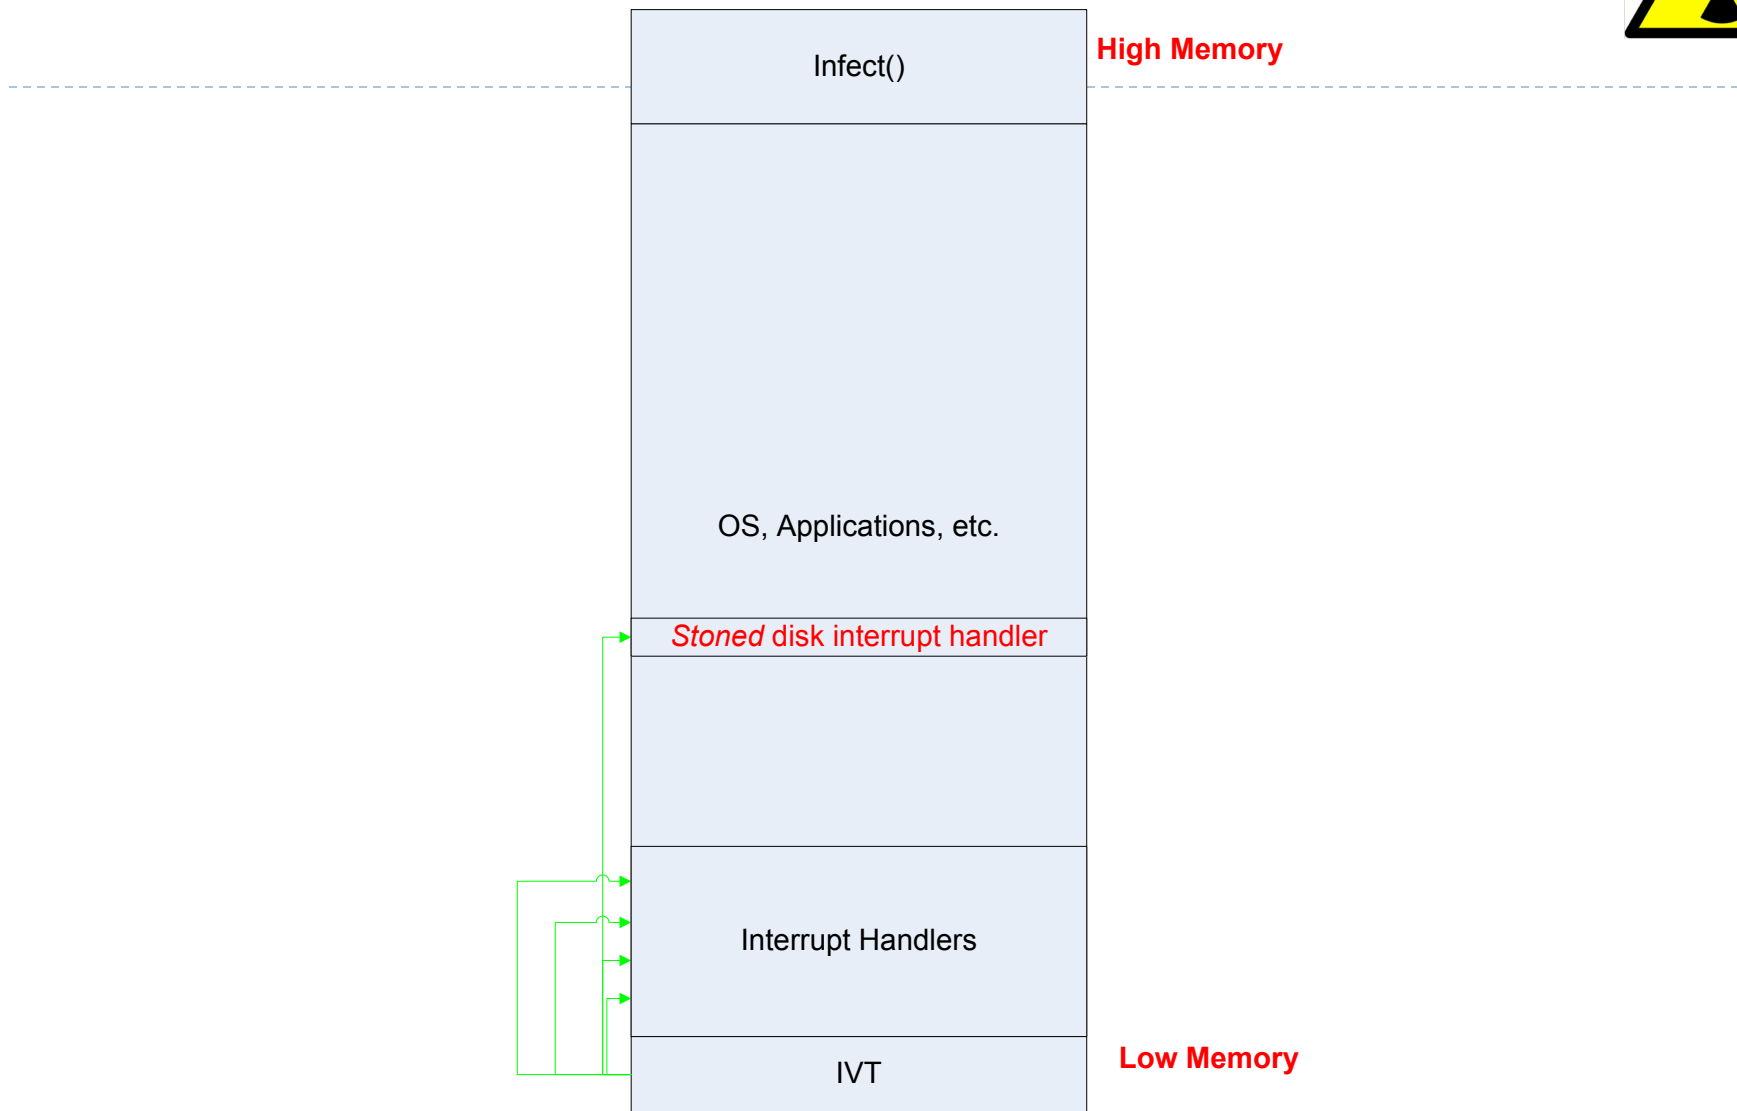 Infect()
High Memory
OS, Applications, etc.
Stoned disk interrupt handler
Interrupt Handlers
IVT
Low Memory